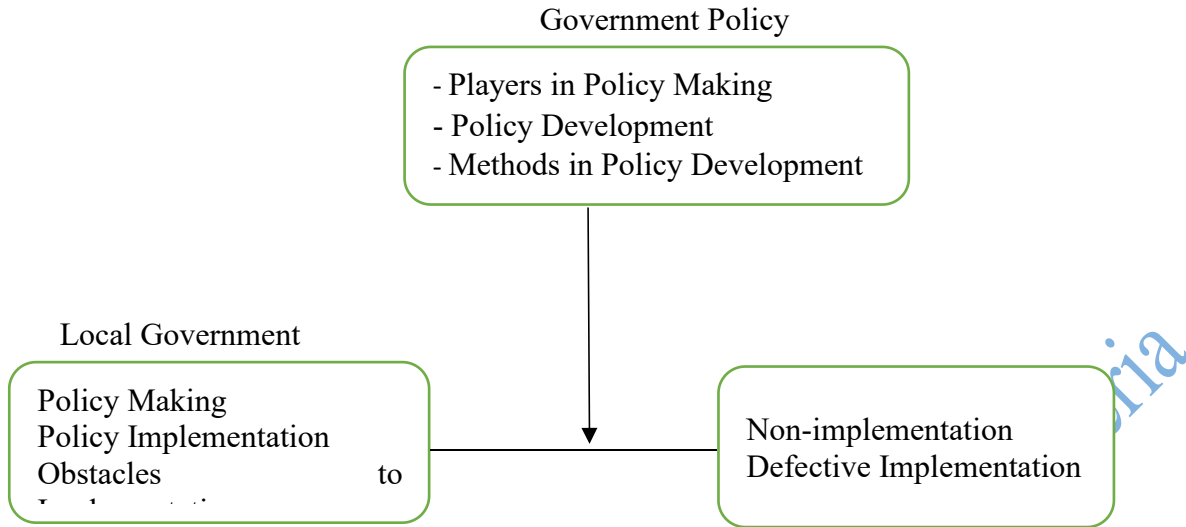 Government Policy
- Players in Policy Making
- Policy Development
- Methods in Policy Development
Local Government
Policy Making
Policy Implementation
Obstacles to
Non-implementation
Defective Implementation